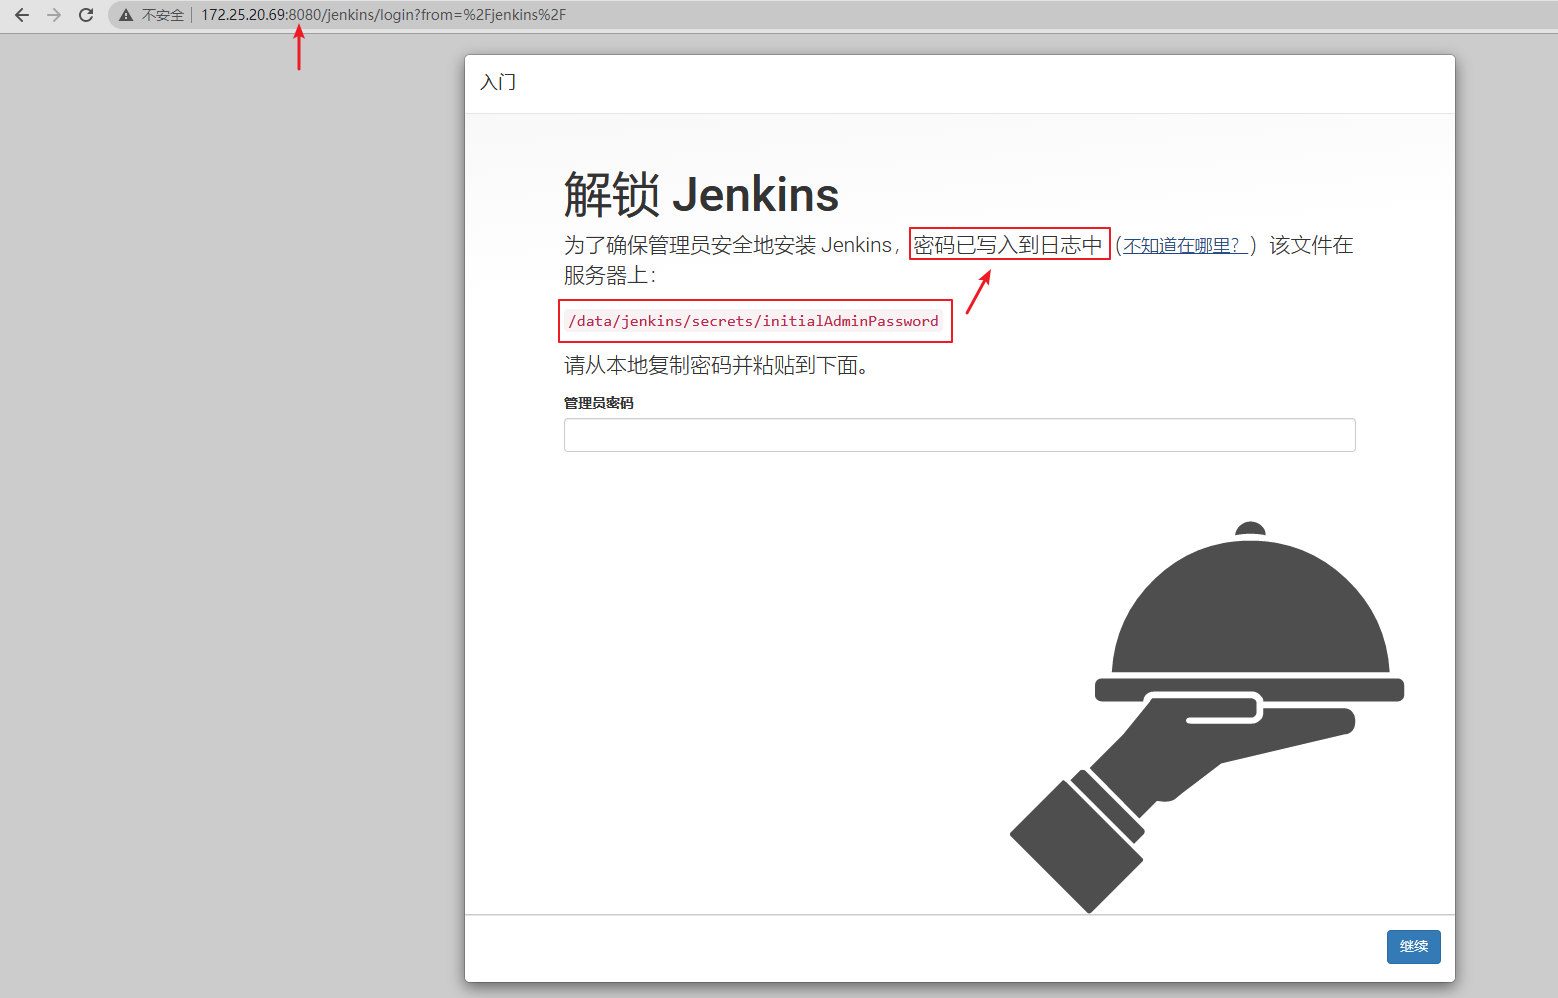 不安全 172.25.20.69:8080/jenkins/login?from=%2Fjenkins%2F
入门
解锁 Jenkins
为了确保管理员安全地安装 Jenkins，密码已写入到日志中（不知道在哪里？）该文件在
服务器上：
/data/jenkins/secrets/initialAdminPassword
请从本地复制密码并粘贴到下面。
管理员密码
继续